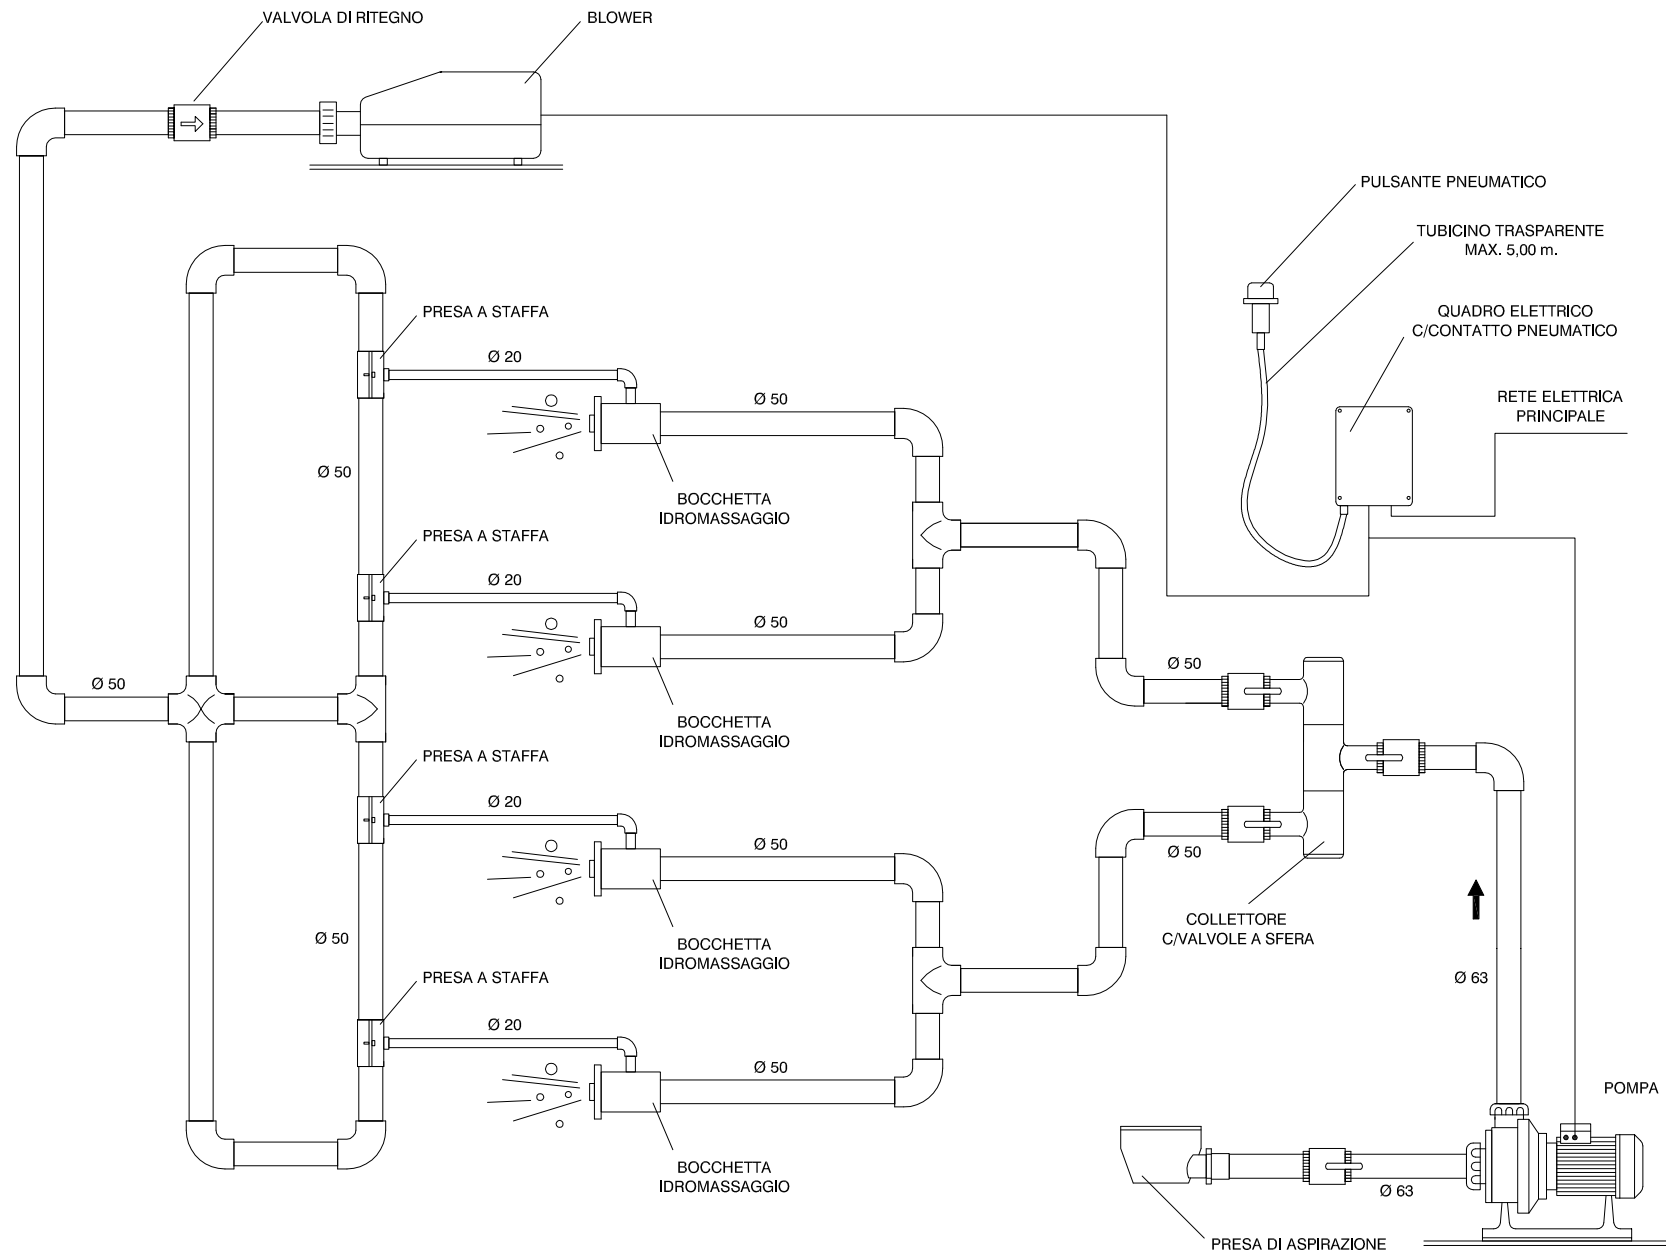 VALVOLA DI RITEGNO
BLOWER
PULSANTE PNEUMATICO
TUBICINO TRASPARENTE
MAX. 5,00 m.
QUADRO ELETTRICO
C/CONTATTO PNEUMATICO
RETE ELETTRICA
PRINCIPALE
PRESA A STAFFA
Ø 20
Ø 50
Ø 50
BOCCHETTA
IDROMASSAGGIO
PRESA A STAFFA
Ø 20
Ø 50
BOCCHETTA
IDROMASSAGGIO
Ø 50
Ø 50
PRESA A STAFFA
Ø 20
Ø 50
Ø 50
BOCCHETTA
IDROMASSAGGIO
COLLETTORE
C/VALVOLE A SFERA
Ø 50
PRESA A STAFFA
Ø 63
Ø 20
Ø 50
BOCCHETTA
IDROMASSAGGIO
POMPA
Ø 63
PRESA DI ASPIRAZIONE